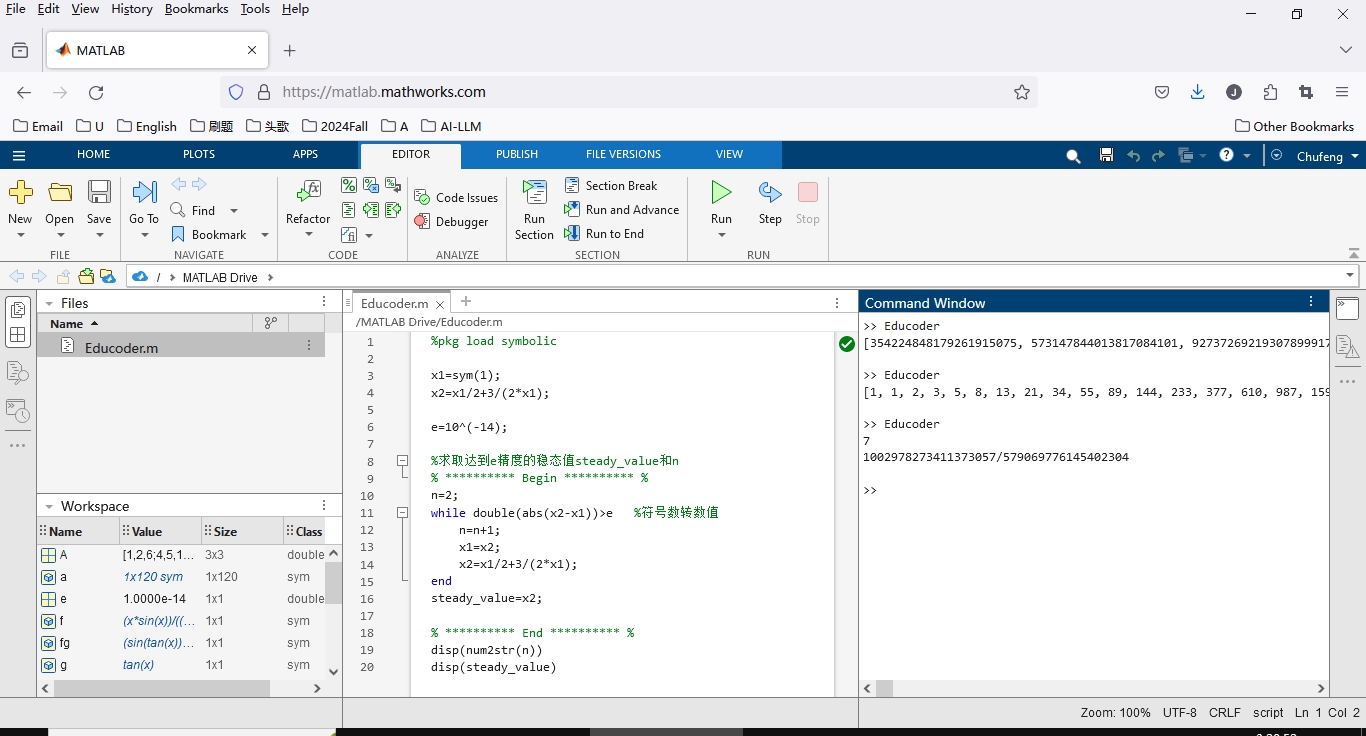 File Edit View History Bookmarks Tools Help
MATLAB
https://matlab.mathworks.com
J
Email U English 刷题 头歌 2024Fall A AI-LLM Other Bookmarks
HOME PLOTS APPS EDITOR PUBLISH FILE VERSIONS VIEW Chufeng
New Open Save Go To Find Bookmark Refactor Code Issues Debugger Run Section Section Break Run and Advance Run to End Run Step Stop
FILE NAVIGATE CODE ANALYZE SECTION RUN
/ MATLAB Drive
Files
Name
Educoder.m
Workspace
Name Value Size Class
A [1,2,6;4,5,1... 3x3 double
a 1x120 sym 1x120 sym
e 1.0000e-14 1x1 double
f (x*sin(x))/((... 1x1 sym
fg (sin(tan(x))... 1x1 sym
g tan(x) 1x1 sym
Educoder.m
/MATLAB Drive/Educoder.m
1 %pkg load symbolic
2
3 x1=sym(1);
4 x2=x1/2+3/(2*x1);
5
6 e=10^(-14);
7
8 %求取达到e精度的稳态值steady_value和n
9 % ********** Begin ********** %
10 n=2;
11 while double(abs(x2-x1))>e %符号数转数值
12 n=n+1;
13 x1=x2;
14 x2=x1/2+3/(2*x1);
15 end
16 steady_value=x2;
17
18 % ********** End ********** %
19 disp(num2str(n))
20 disp(steady_value)
Command Window
>> Educoder
[354224848179261915075, 573147844013817084101, 9273726921930789991​7
>> Educoder
[1, 1, 2, 3, 5, 8, 13, 21, 34, 55, 89, 144, 233, 377, 610, 987, 159
>> Educoder
7
1002978273411373057/579069776145402304
>>
Zoom: 100% UTF-8 CRLF script Ln 1 Col 2